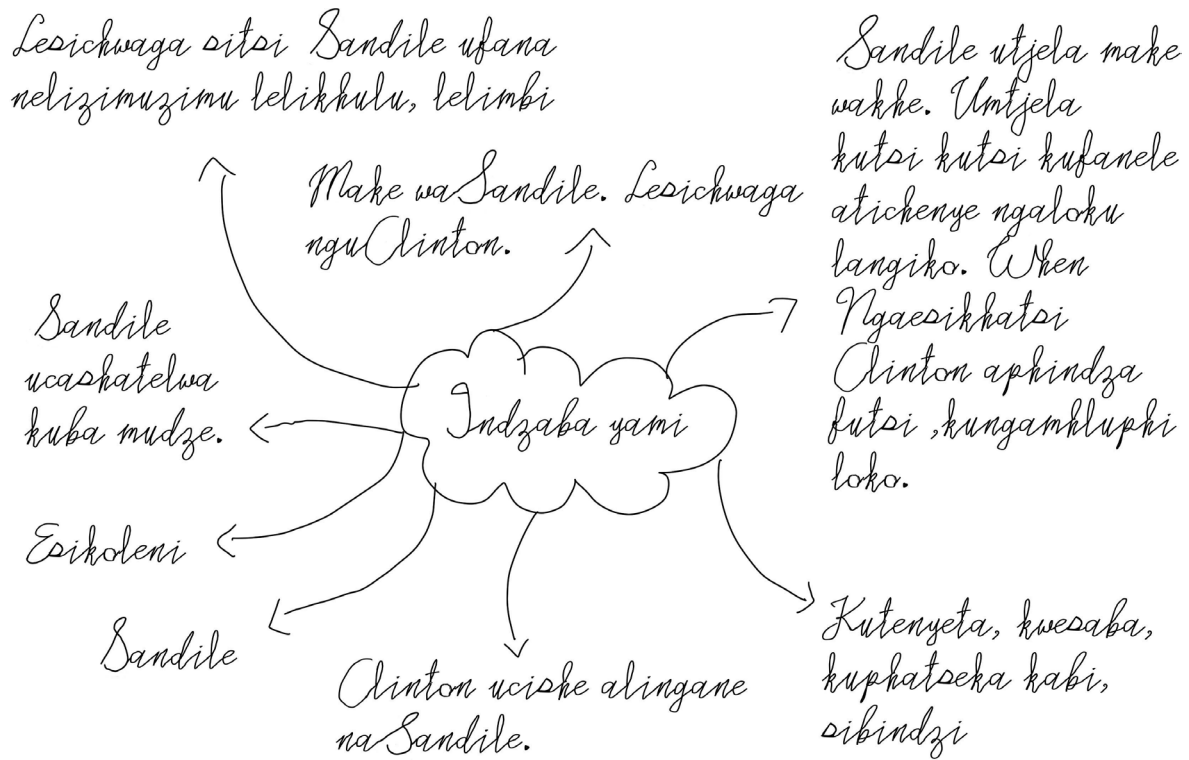 Lesichwaga sitsi Sandile ufana
nelizimuzimu lelikhulu, lelimbi
Make waSandile. Lesichwaga
nguClinton.
Sandile utjela make
wakhe. Umtjela
kutsi kutsi kufanele
atichenye ngaloku
langiko. When
Ngaesikhatsi
Clinton aphindza
futsi ,kungamhluphi
loko.
Sandile
ucashatelwa
kuba mudze.
Indzaba yami
Esikoleni
Sandile
Clinton ucishe alingane
naSandile.
Kutenyeta, kwesaba,
kuphatseka kabi,
sibindzi